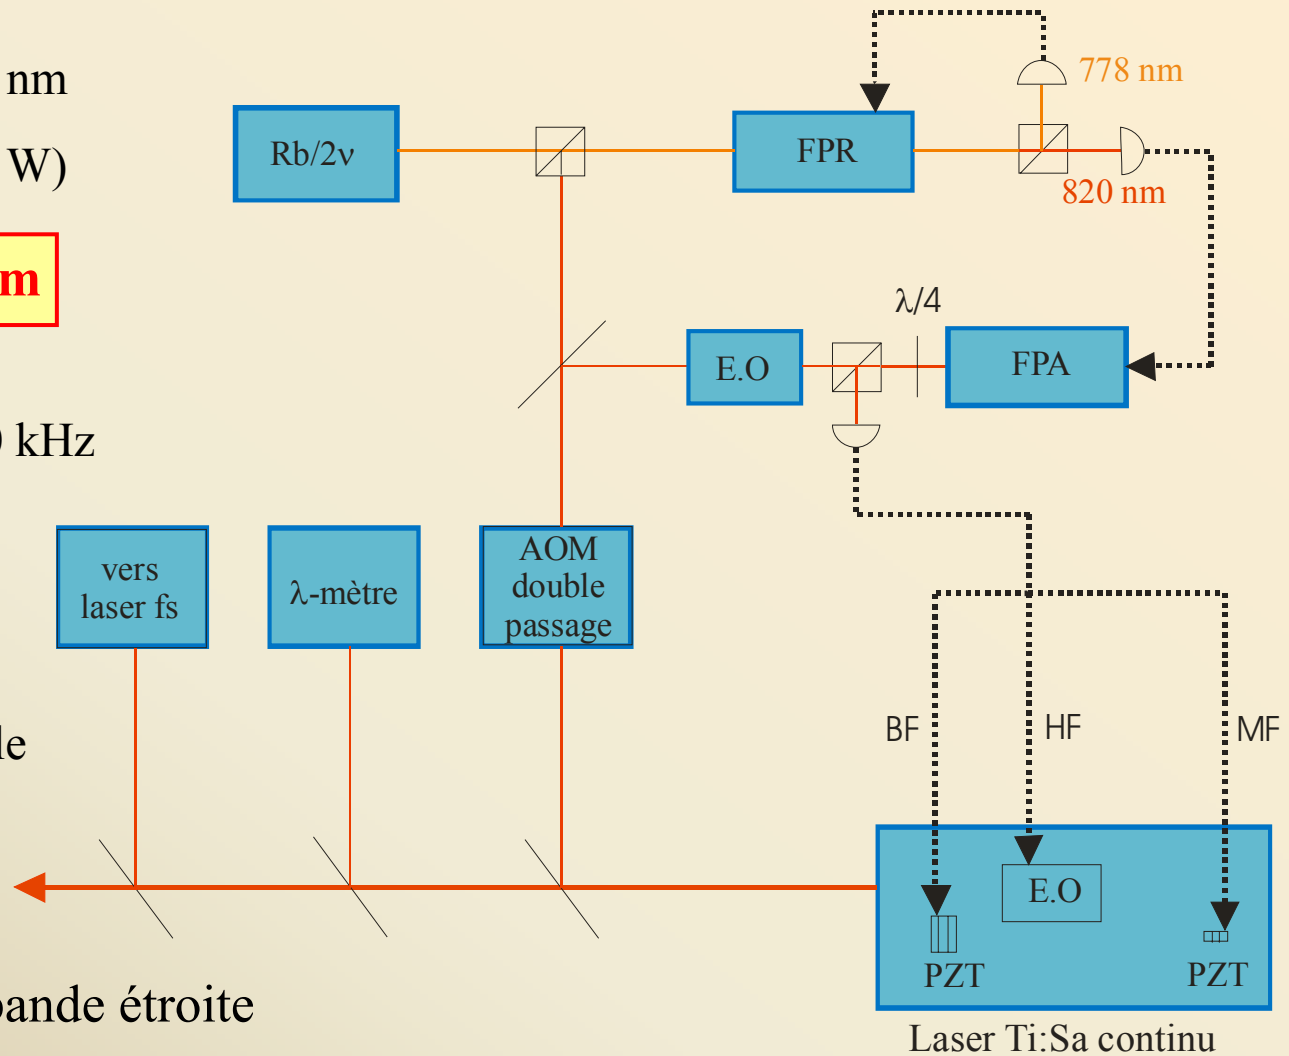 nm
W)
m
kHz
le
bande étroite
778 nm
Rb/2ν
FPR
820 nm
λ/4
E.O
FPA
vers
laser fs
λ-mètre
AOM
double
passage
BF
HF
MF
E.O
PZT
PZT
Laser Ti:Sa continu